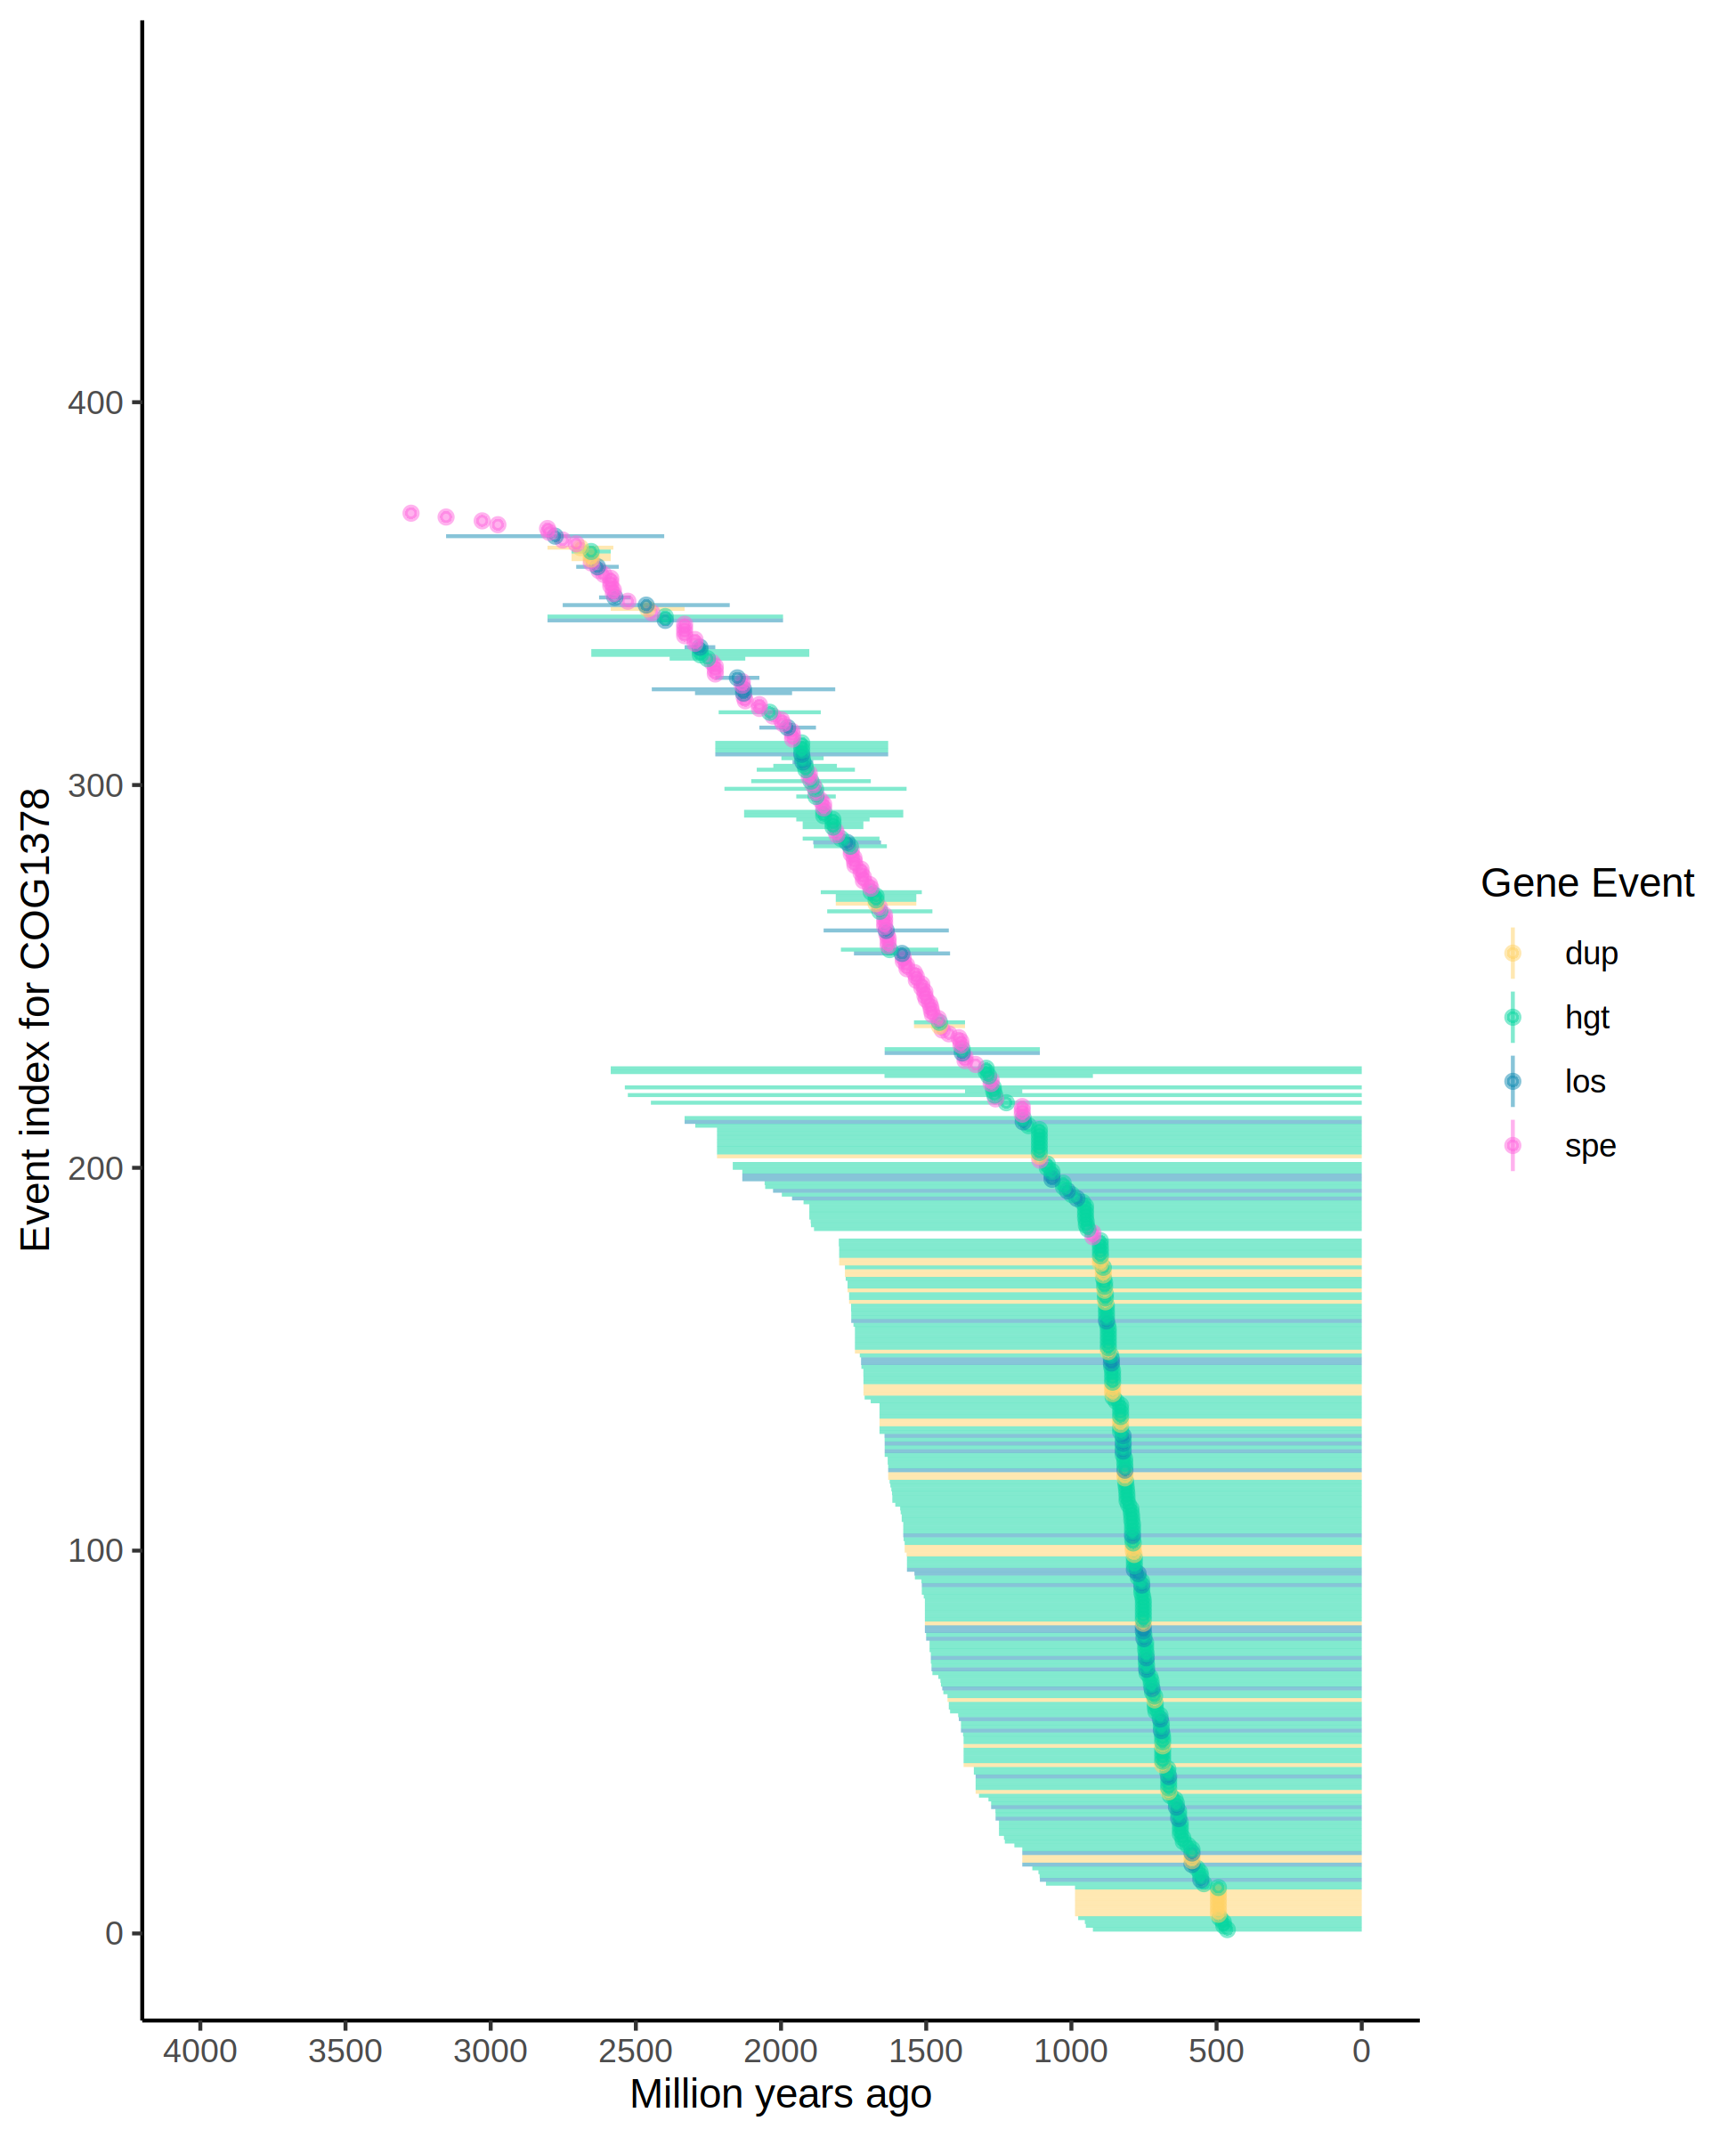 400
300
200
100
0
Event index for COG1378
4000 3500 3000 2500 2000 1500 1000 500 0
Million years ago
Gene Event
dup
hgt
los
spe